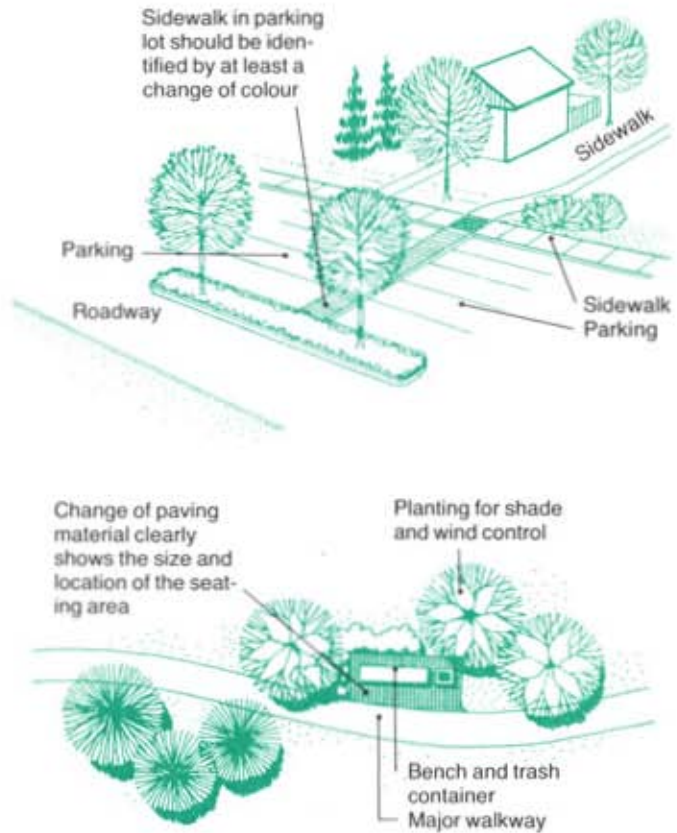 Sidewalk in parking
lot should be iden-
tified by at least a
change of colour
Sidewalk
Parking
Roadway
Sidewalk
Parking
Change of paving
material clearly
shows the size and
location of the seat-
ing area
Planting for shade
and wind control
Bench and trash
container
Major walkway